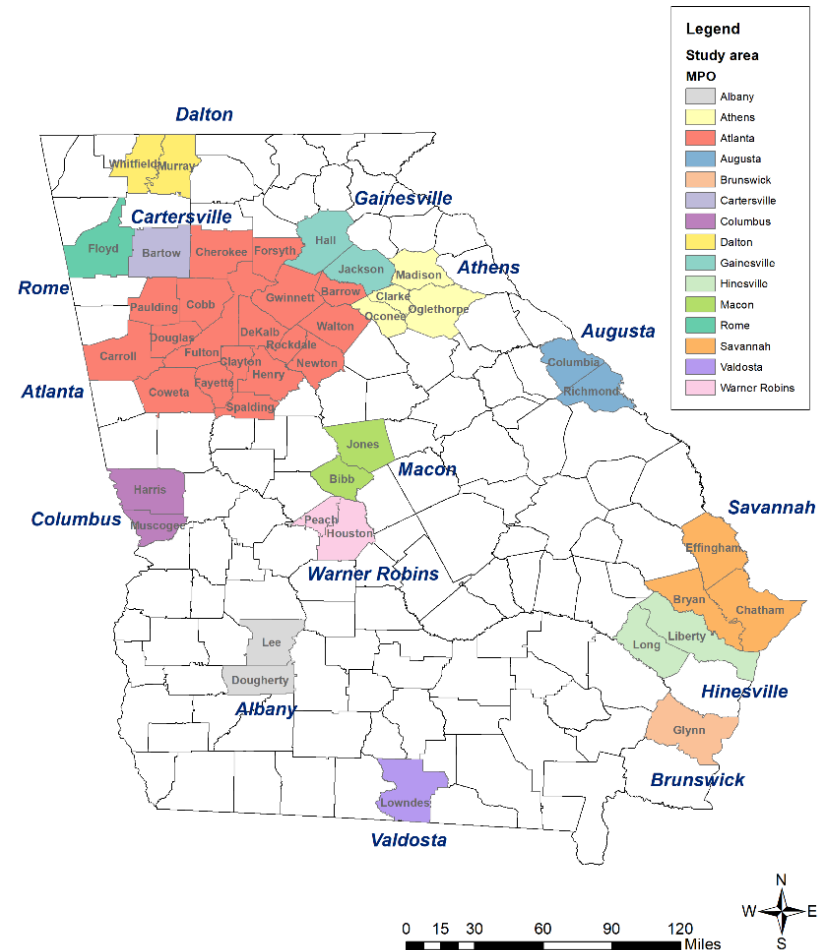 Legend
Study area
MPO
Albany
Athens
Atlanta
Augusta
Brunswick
Cartersville
Columbus
Dalton
Gainesville
Hinesville
Macon
Rome
Savannah
Valdosta
Warner Robins
Dalton
Whitfield
Murray
Gainesville
Cartersville
Hall
Floyd
Bartow
Cherokee
Forsyth
Jackson
Madison
Athens
Rome
Paulding
Cobb
Gwinnett
Barrow
Clarke
Oconee
Oglethorpe
Walton
Douglas
DeKalb
Rockdale
Augusta
Carroll
Fulton
Clayton
Newton
Columbia
Atlanta
Coweta
Fayette
Henry
Richmond
Spalding
Jones
Macon
Bibb
Harris
Columbus
Muscogee
Peach
Houston
Savannah
Warner Robins
Effingham
Bryan
Chatham
Lee
Long
Liberty
Dougherty
Albany
Hinesville
Glynn
Brunswick
Lowndes
Valdosta
N
W E
S
0 15 30 60 90 120
Miles